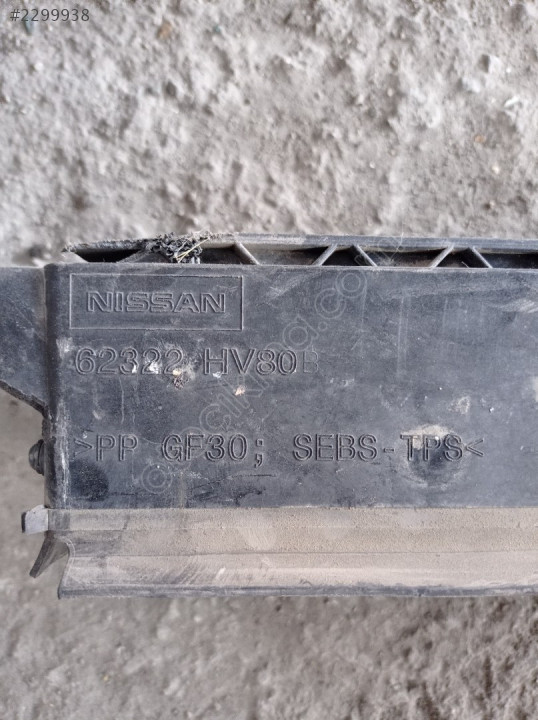 #2299938
NISSAN
62322 HV80B
>PP GF30; SEBS-TPS<